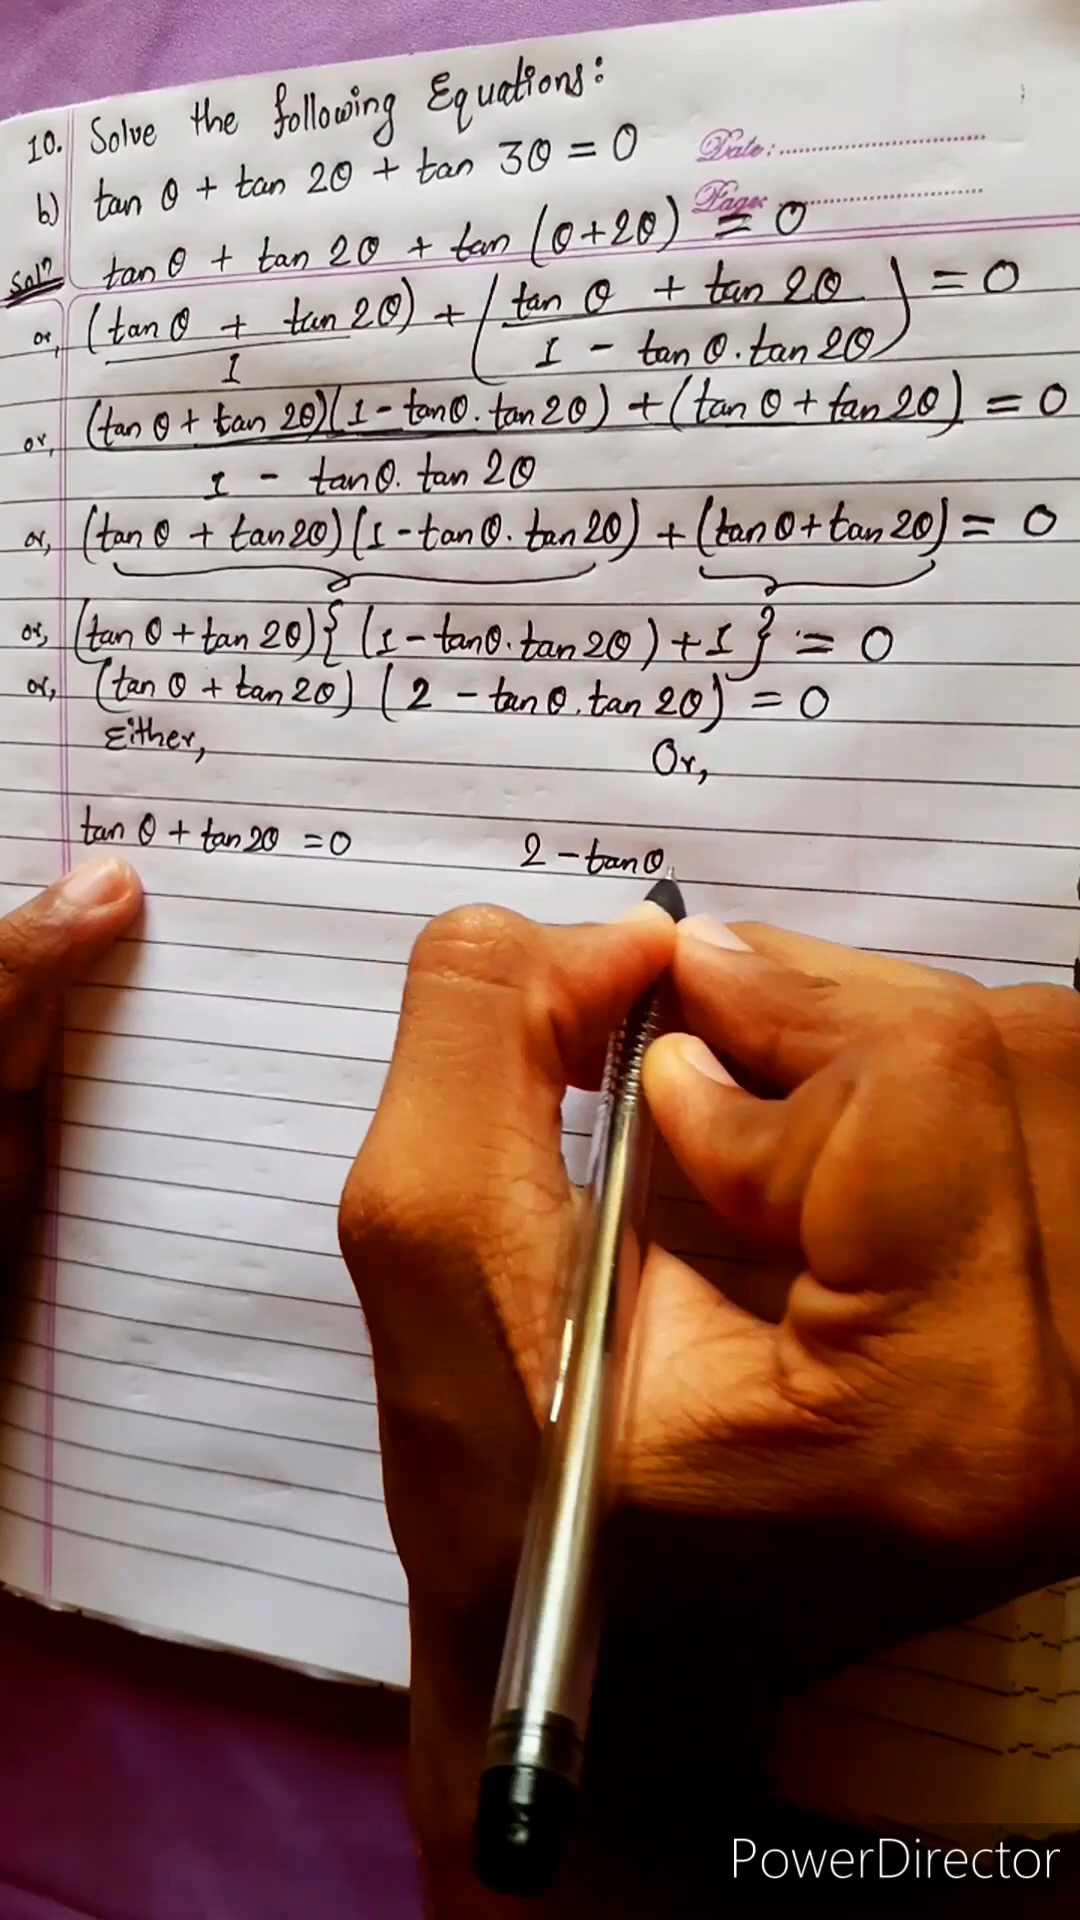 10. Solve the following Equations:
b) tan θ + tan 2θ + tan 3θ = 0
Date:
Page:
Solⁿ tan θ + tan 2θ + tan (θ+2θ) = 0
or, (tan θ + tan 2θ)/1 + (tan θ + tan 2θ / 1 - tan θ. tan 2θ) = 0
or, (tan θ + tan 2θ)(1 - tanθ. tan 2θ) + (tan θ + tan 2θ) = 0
1 - tanθ. tan 2θ
or, (tan θ + tan 2θ)(1 - tan θ. tan 2θ) + (tan θ + tan 2θ) = 0
or, (tan θ + tan 2θ){ (1 - tanθ. tan 2θ) + 1 } = 0
or, (tan θ + tan 2θ) (2 - tan θ. tan 2θ) = 0
Either, Or,
tan θ + tan 2θ = 0 2 - tan θ.
PowerDirector